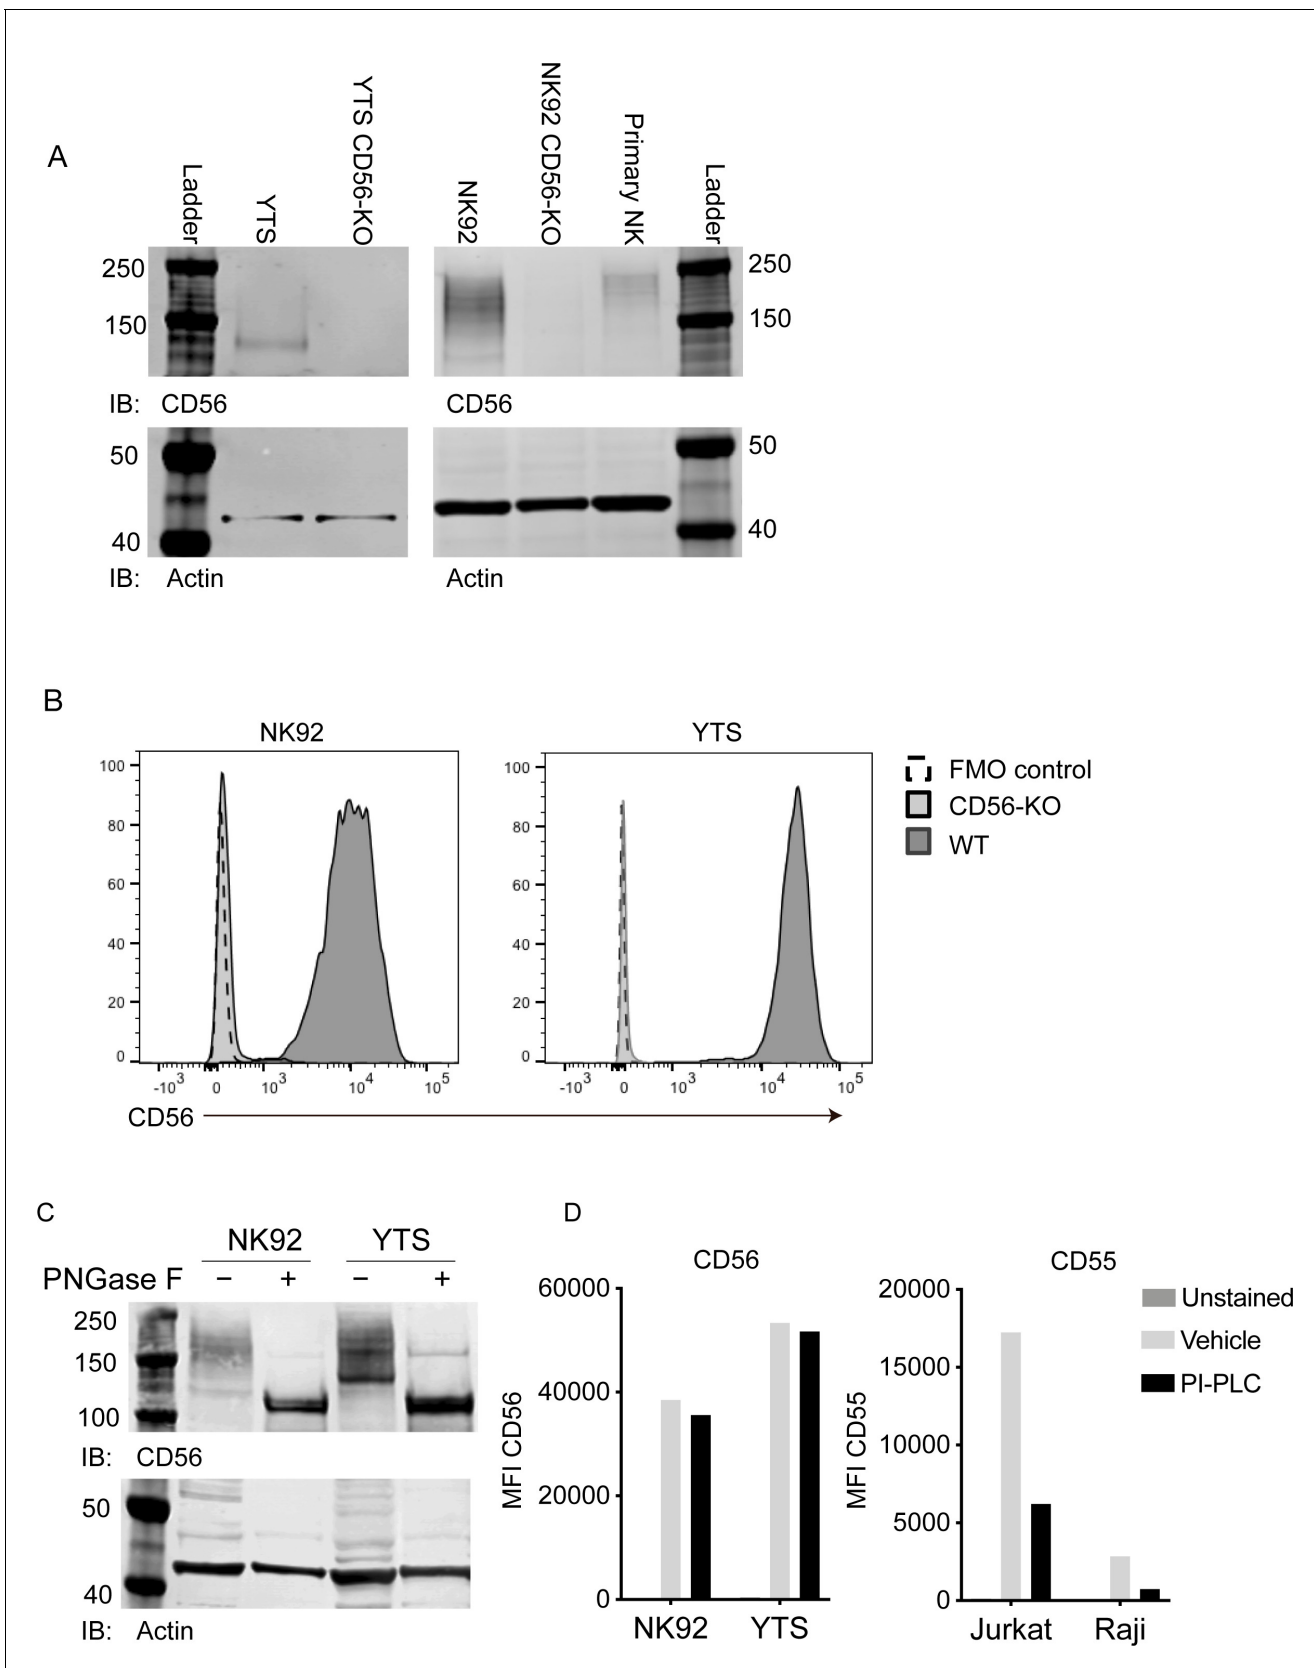 A
Ladder
YTS
YTS CD56-KO
NK92
NK92 CD56-KO
Primary NK
Ladder
250
150
250
150
IB: CD56
CD56
50
40
50
40
IB: Actin
Actin
B
NK92
100
80
60
40
20
0
-10³ 0 10³ 10⁴ 10⁵
YTS
100
80
60
40
20
0
-10³ 0 10³ 10⁴ 10⁵
FMO control
CD56-KO
WT
CD56
C
NK92 YTS
PNGase F − + − +
250
150
100
IB: CD56
50
40
IB: Actin
D
CD56
MFI CD56
60000
40000
20000
0
NK92 YTS
CD55
MFI CD55
20000
15000
10000
5000
0
Jurkat Raji
Unstained
Vehicle
PI-PLC